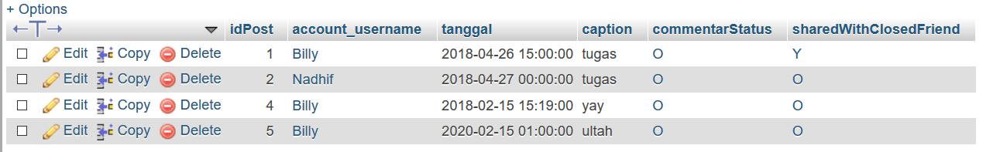 + Options
idPost account_username tanggal caption commentarStatus sharedWithClosedFriend
Edit Copy Delete 1 Billy 2018-04-26 15:00:00 tugas O Y
Edit Copy Delete 2 Nadhif 2018-04-27 00:00:00 tugas O O
Edit Copy Delete 4 Billy 2018-02-15 15:19:00 yay O O
Edit Copy Delete 5 Billy 2020-02-15 01:00:00 ultah O O